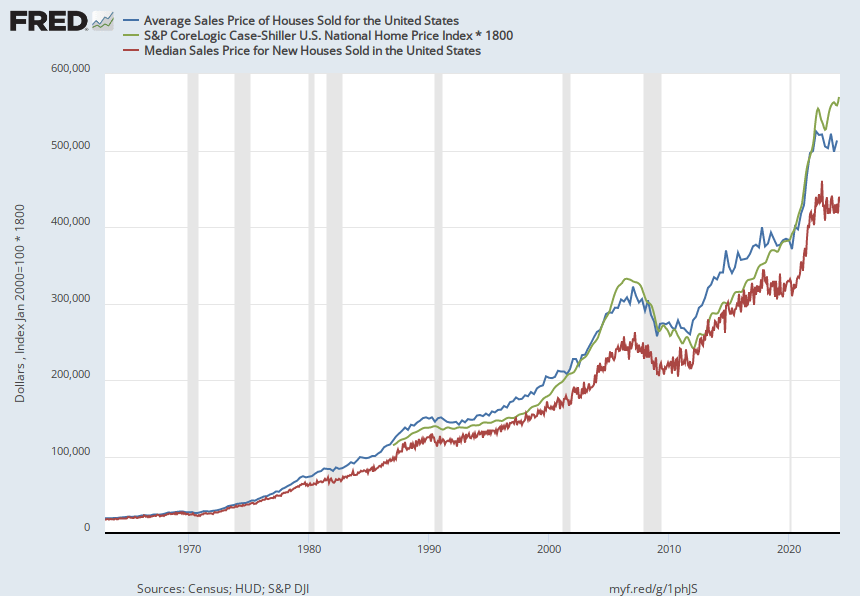 FRED
Average Sales Price of Houses Sold for the United States
S&P CoreLogic Case-Shiller U.S. National Home Price Index * 1800
Median Sales Price for New Houses Sold in the United States
600,000
500,000
400,000
300,000
200,000
100,000
0
Dollars , Index Jan 2000=100 * 1800
1970 1980 1990 2000 2010 2020
Sources: Census; HUD; S&P DJI myf.red/g/1phJS